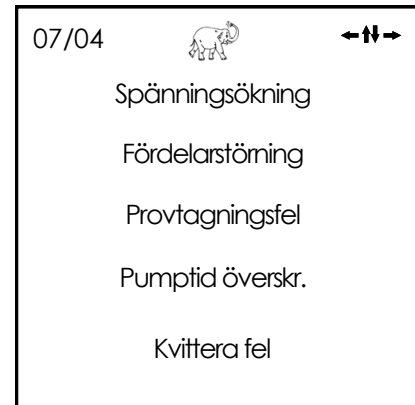 07/04
Spänningsökning
Fördelarstörning
Provtagningsfel
Pumptid överskr.
Kvittera fel